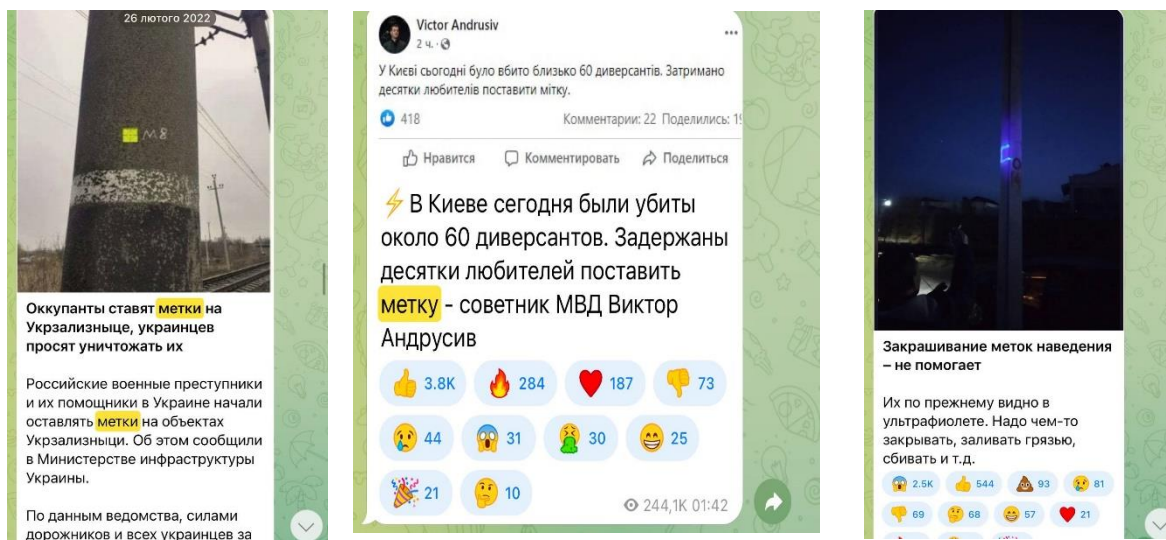 26 лютого 2022
М8
Оккупанты ставят метки на
Укрзализныце, украинцев
просят уничтожать их
Российские военные преступники
и их помощники в Украине начали
оставлять метки на объектах
Укрзализныци. Об этом сообщили
в Министерстве инфраструктуры
Украины.
По данным ведомства, силами
дорожников и всех украинцев за
Victor Andrusiv
2 ч. ·
У Києві сьогодні було вбито близько 60 диверсантів. Затримано
десятки любителів поставити мітку.
418 Комментарии: 22 Поделились: 19
Нравится Комментировать Поделиться
⚡ В Киеве сегодня были убиты
около 60 диверсантов. Задержаны
десятки любителей поставить
метку - советник МВД Виктор
Андрусив
👍 3.8K 🔥 284 ❤ 187 👎 73
😢 44 😱 31 🤮 30 😁 25
🎉 21 🤔 10
244,1K 01:42
Закрашивание меток наведения
– не помогает
Их по прежнему видно в
ультрафиолете. Надо чем-то
закрывать, заливать грязью,
сбивать и т.д.
😱 2.5K 👍 544 💩 93 😢 81
👎 69 🤔 68 😁 57 ❤ 21